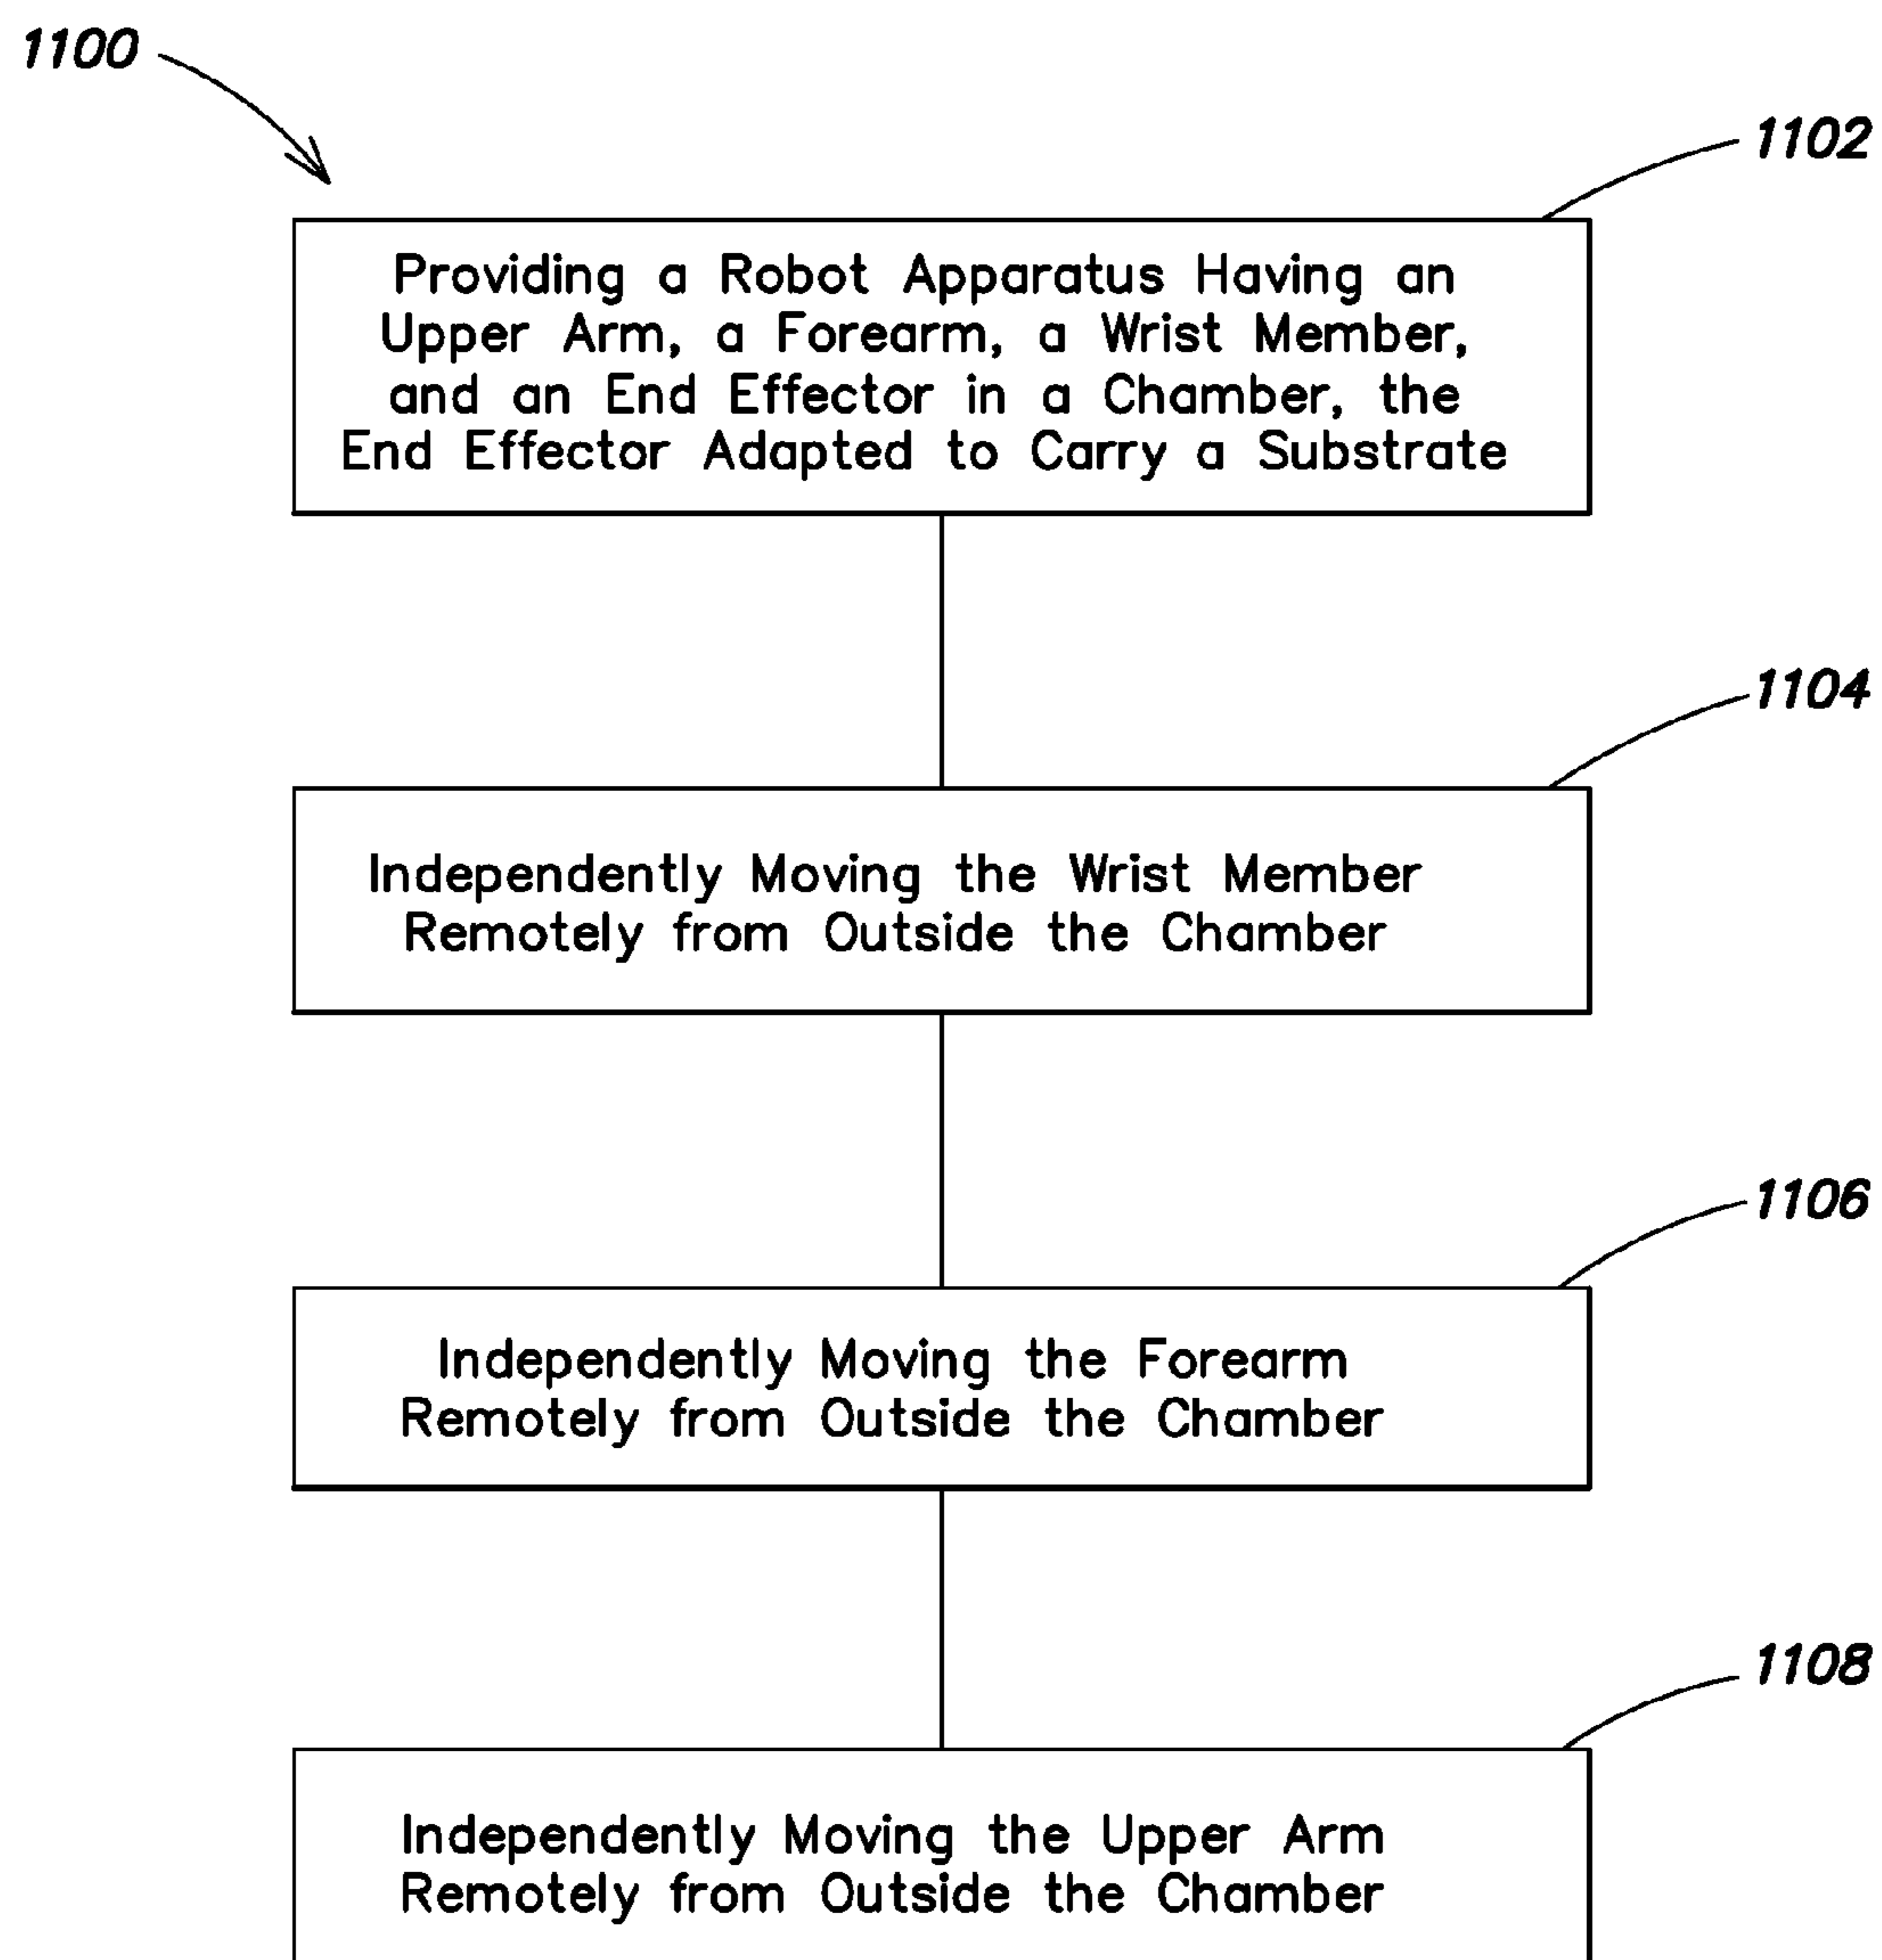 1100
1102
Providing a Robot Apparatus Having an
Upper Arm, a Forearm, a Wrist Member,
and an End Effector in a Chamber, the
End Effector Adapted to Carry a Substrate
1104
Independently Moving the Wrist Member
Remotely from Outside the Chamber
1106
Independently Moving the Forearm
Remotely from Outside the Chamber
1108
Independently Moving the Upper Arm
Remotely from Outside the Chamber